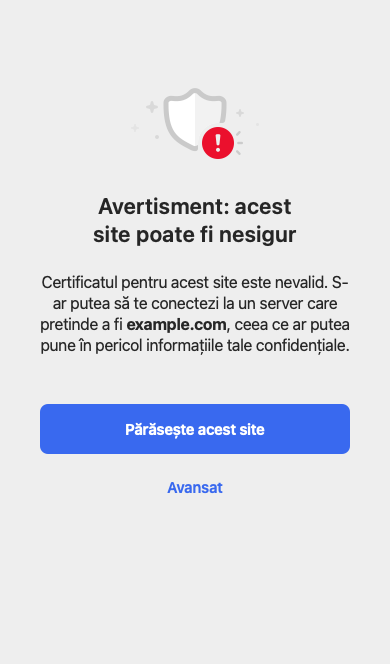 Avertisment: acest
site poate fi nesigur
Certificatul pentru acest site este nevalid. S-
ar putea să te conectezi la un server care
pretinde a fi example.com, ceea ce ar putea
pune în pericol informațiile tale confidențiale.
Părăsește acest site
Avansat